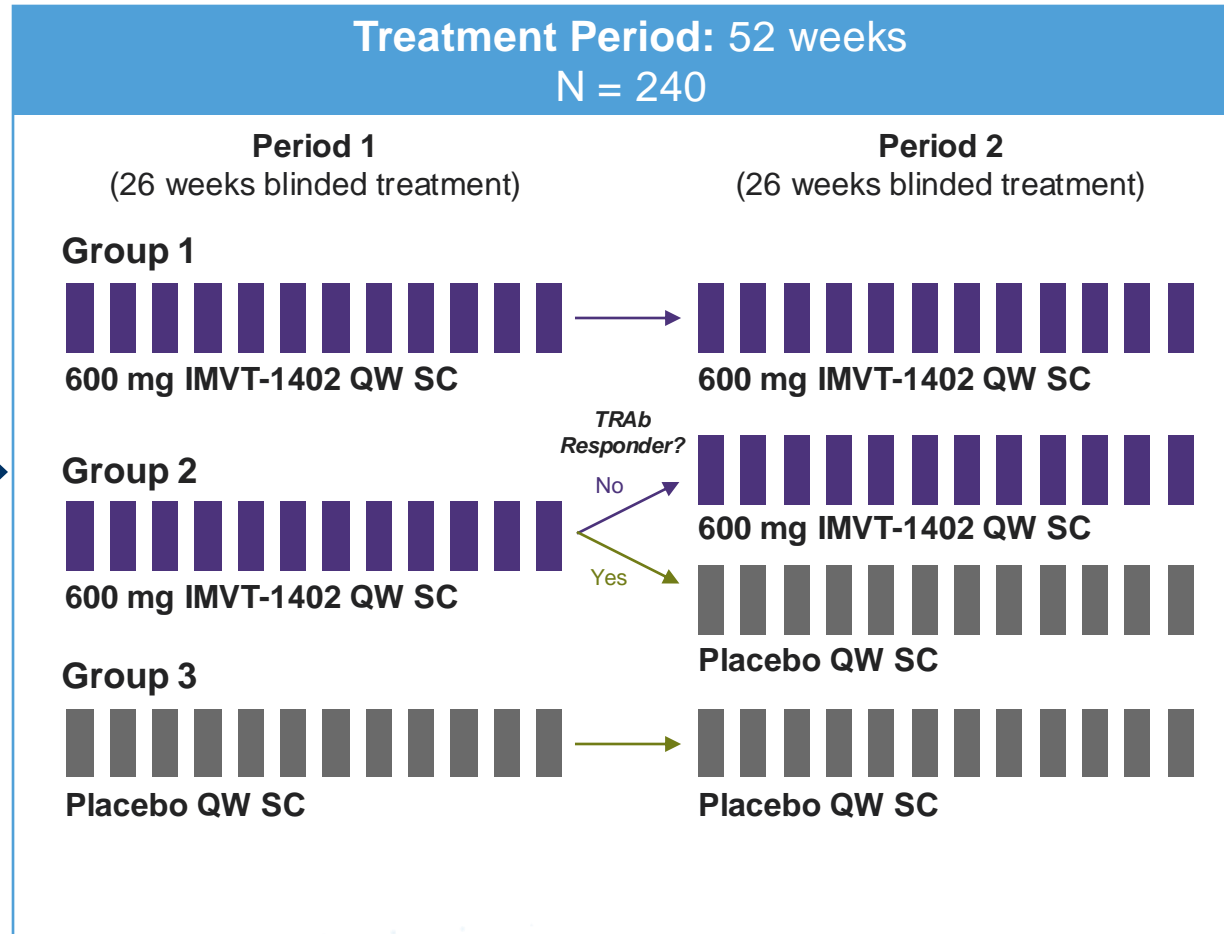 Treatment Period: 52 weeks
N = 240
Period 1
(26 weeks blinded treatment)
Period 2
(26 weeks blinded treatment)
Group 1
600 mg IMVT-1402 QW SC
600 mg IMVT-1402 QW SC
TRAb
Responder?
Group 2
No
600 mg IMVT-1402 QW SC
Yes
600 mg IMVT-1402 QW SC
Placebo QW SC
Group 3
Placebo QW SC
Placebo QW SC